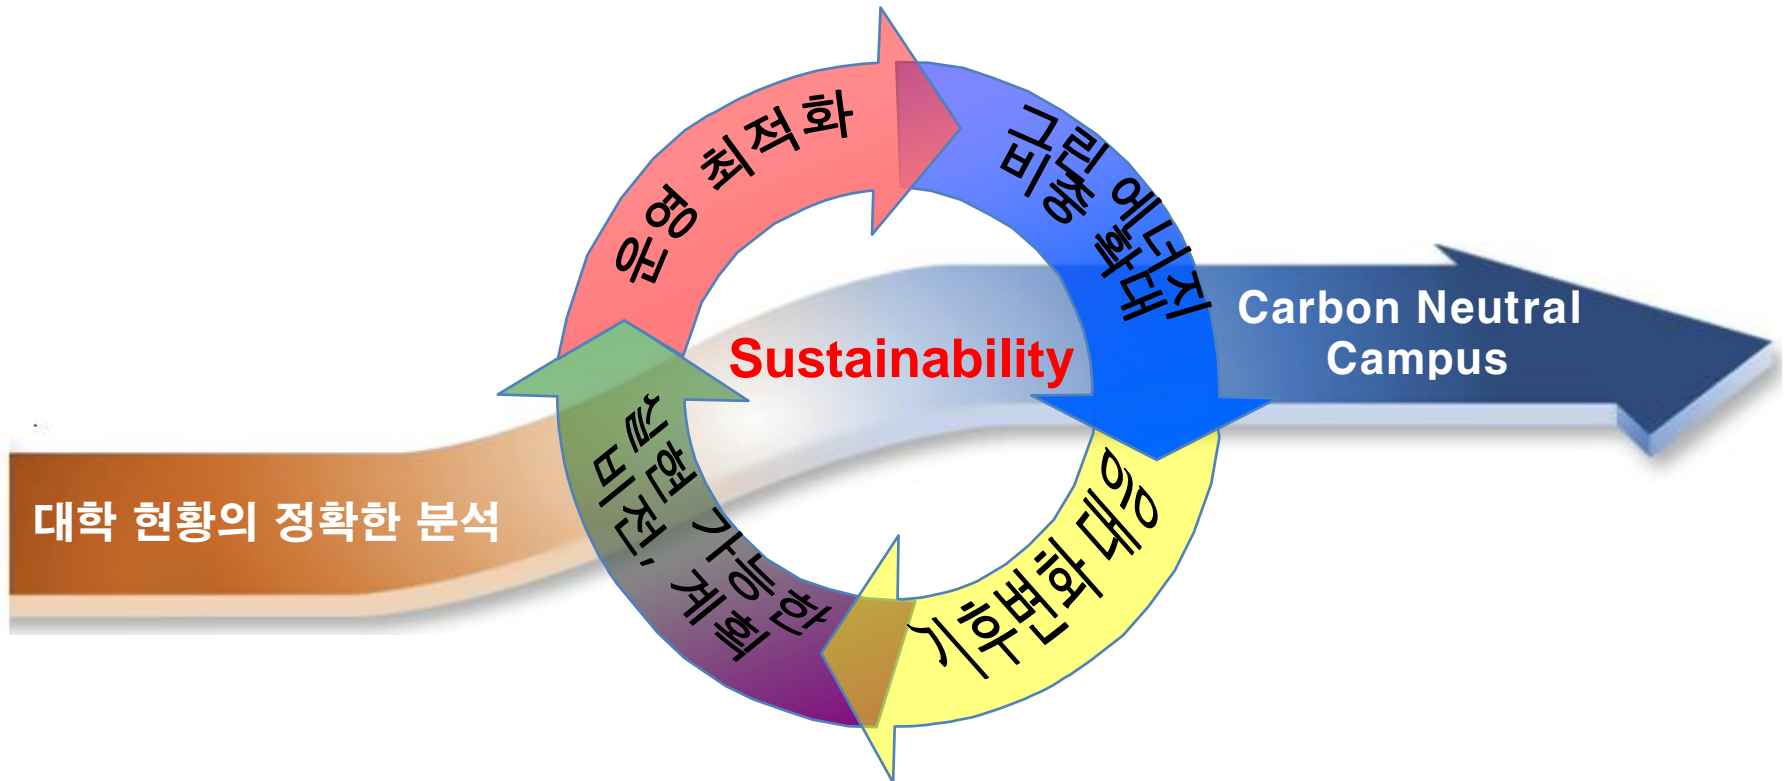 운영 최적화
그린 에너지
비중 확대
Sustainability
Carbon Neutral
Campus
실현 가능한
비전, 계획
기후변화 대응
대학 현황의 정확한 분석